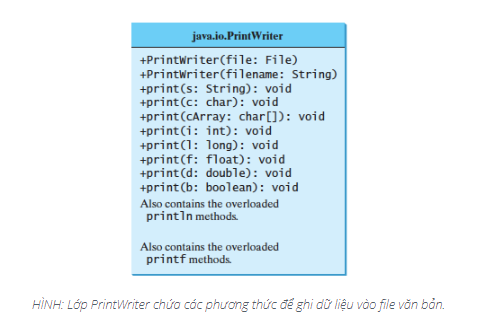 java.io.PrintWriter
+PrintWriter(file: File)
+PrintWriter(filename: String)
+print(s: String): void
+print(c: char): void
+print(cArray: char[]): void
+print(i: int): void
+print(l: long): void
+print(f: float): void
+print(d: double): void
+print(b: boolean): void
Also contains the overloaded
println methods.
Also contains the overloaded
printf methods.
HÌNH: Lớp PrintWriter chứa các phương thức để ghi dữ liệu vào file văn bản.